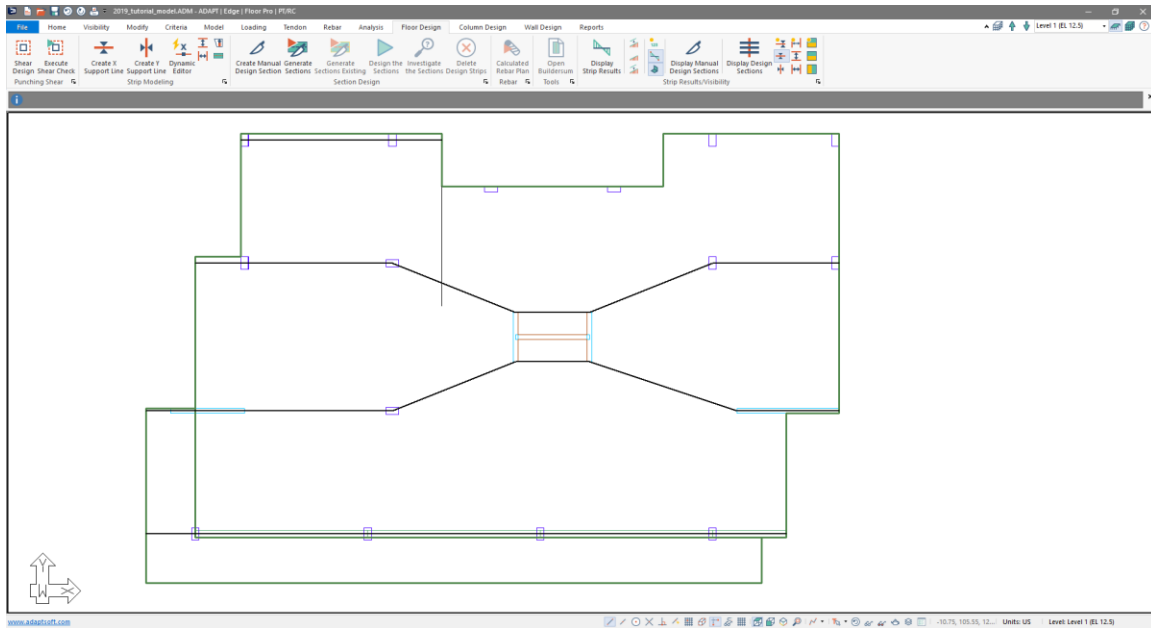 2019_tutorial_model.ADM - ADAPT | Edge | Floor Pro | PT/RC
File Home Visibility Modify Criteria Model Loading Tendon Rebar Analysis Floor Design Column Design Wall Design Reports Level 1 (EL 12.5)
Shear Design Execute Shear Check Create X Support Line Create Y Support Line Dynamic Editor Create Manual Design Section Generate Sections Generate Sections Existing Design the Sections Investigate the Sections Delete Design Strips Calculated Rebar Plan Open Buildersum Display Strip Results Display Manual Design Sections Display Design Sections
Punching Shear Strip Modeling Section Design Rebar Tools Strip Results/Visibility
Y
W X
www.adaptsoft.com -10.75, 105.55, 12... Units: US Level: Level 1 (EL 12.5)